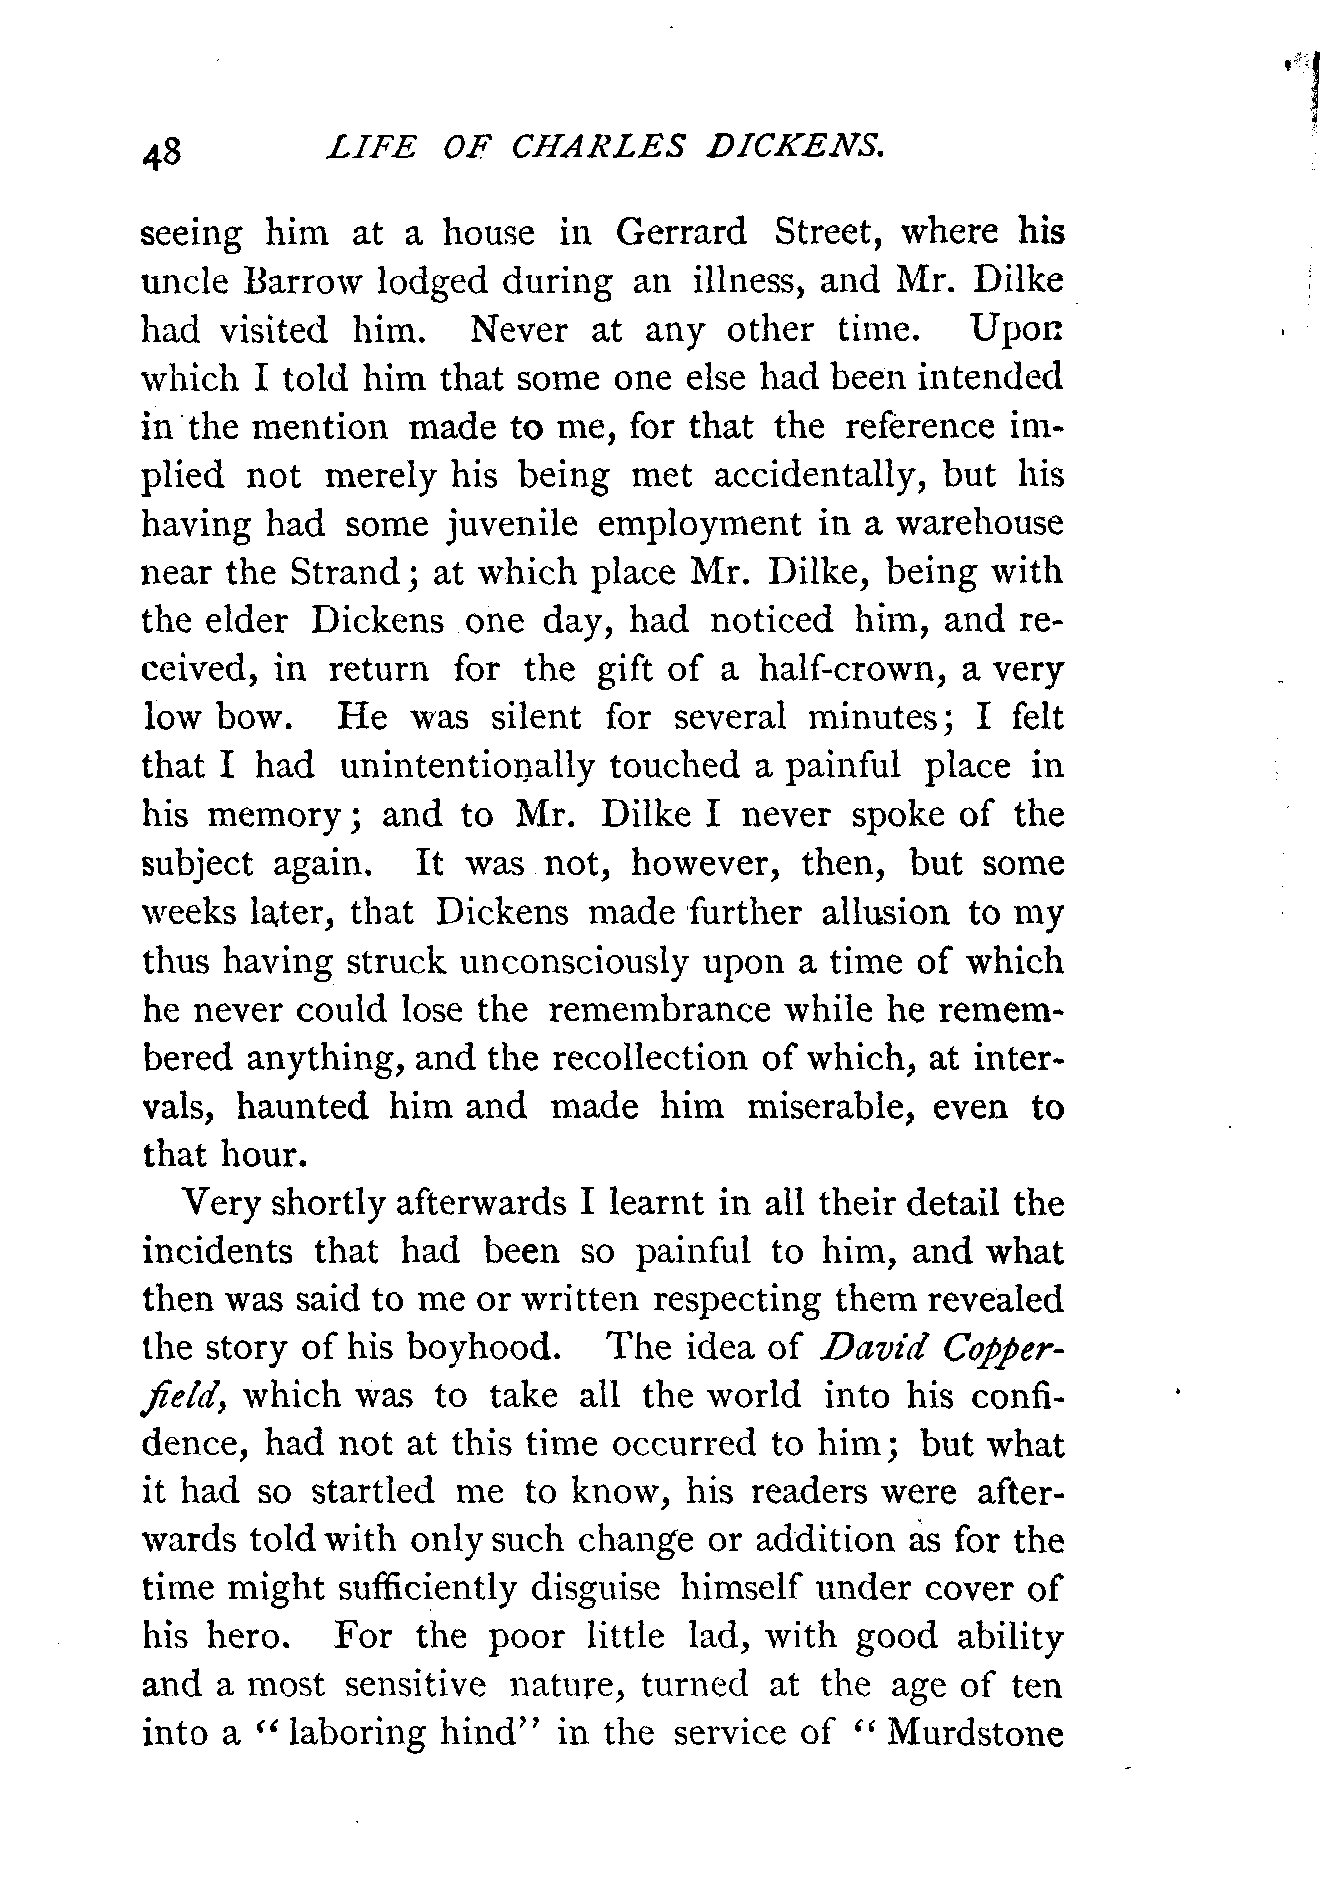 48 LIFE OF CHARLES DICKENS.
seeing him at a house in Gerrard Street, where his
uncle Barrow lodged during an illness, and Mr. Dilke
had visited him. Never at any other time. Upon
which I told him that some one else had been intended
in the mention made to me, for that the reference im-
plied not merely his being met accidentally, but his
having had some juvenile employment in a warehouse
near the Strand; at which place Mr. Dilke, being with
the elder Dickens one day, had noticed him, and re-
ceived, in return for the gift of a half-crown, a very
low bow. He was silent for several minutes; I felt
that I had unintentionally touched a painful place in
his memory; and to Mr. Dilke I never spoke of the
subject again. It was not, however, then, but some
weeks later, that Dickens made further allusion to my
thus having struck unconsciously upon a time of which
he never could lose the remembrance while he remem-
bered anything, and the recollection of which, at inter-
vals, haunted him and made him miserable, even to
that hour.
Very shortly afterwards I learnt in all their detail the
incidents that had been so painful to him, and what
then was said to me or written respecting them revealed
the story of his boyhood. The idea of David Copper-
field, which was to take all the world into his confi-
dence, had not at this time occurred to him; but what
it had so startled me to know, his readers were after-
wards told with only such change or addition as for the
time might sufficiently disguise himself under cover of
his hero. For the poor little lad, with good ability
and a most sensitive nature, turned at the age of ten
into a “laboring hind” in the service of “Murdstone